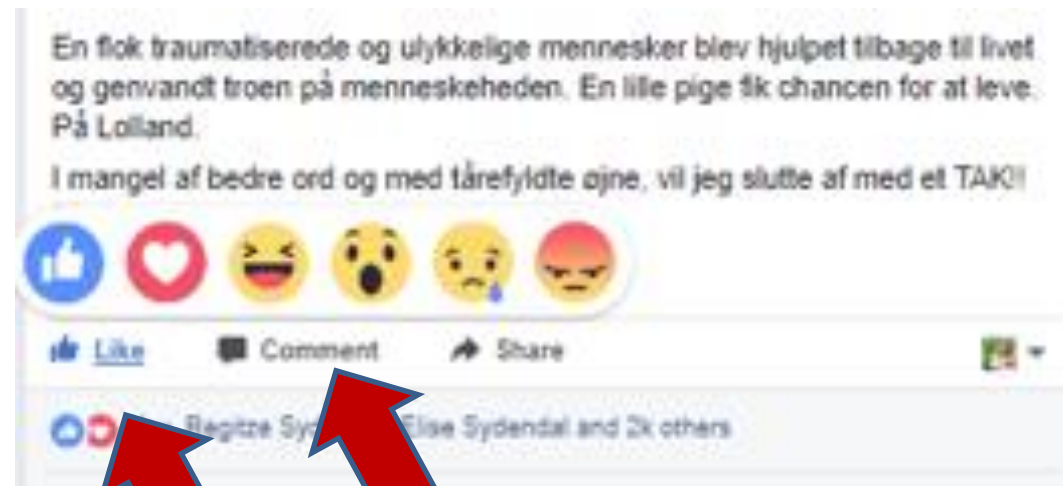 En flok traumatiserede og ulykkelige mennesker blev hjulpet tilbage til livet
og genvandt troen på menneskeheden. En lille pige fik chancen for at leve.
På Lolland.
I mangel af bedre ord og med tårefyldte øjne, vil jeg slutte af med et TAK!!
Like Comment Share
Regitze Elise Sydendal and 2k others